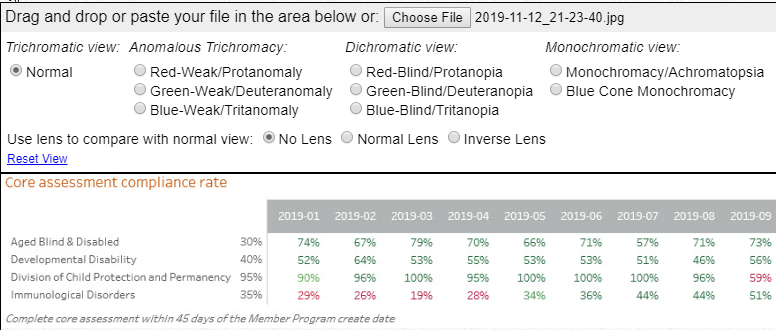 Drag and drop or paste your file in the area below or: Choose File 2019-11-12_21-23-40.jpg
Trichromatic view: Anomalous Trichromacy: Dichromatic view: Monochromatic view:
Normal Red-Weak/Protanomaly Red-Blind/Protanopia Monochromacy/Achromatopsia
Green-Weak/Deuteranomaly Green-Blind/Deuteranopia Blue Cone Monochromacy
Blue-Weak/Tritanomaly Blue-Blind/Tritanopia
Use lens to compare with normal view: No Lens Normal Lens Inverse Lens
Reset View
Core assessment compliance rate
2019-01 2019-02 2019-03 2019-04 2019-05 2019-06 2019-07 2019-08 2019-09
Aged Blind & Disabled 30% 74% 67% 79% 70% 66% 71% 57% 71% 73%
Developmental Disability 40% 52% 64% 53% 55% 53% 53% 51% 46% 56%
Division of Child Protection and Permanency 95% 90% 96% 100% 95% 100% 100% 100% 96% 59%
Immunological Disorders 35% 29% 26% 19% 28% 34% 36% 44% 44% 51%
Complete core assessment within 45 days of the Member Program create date